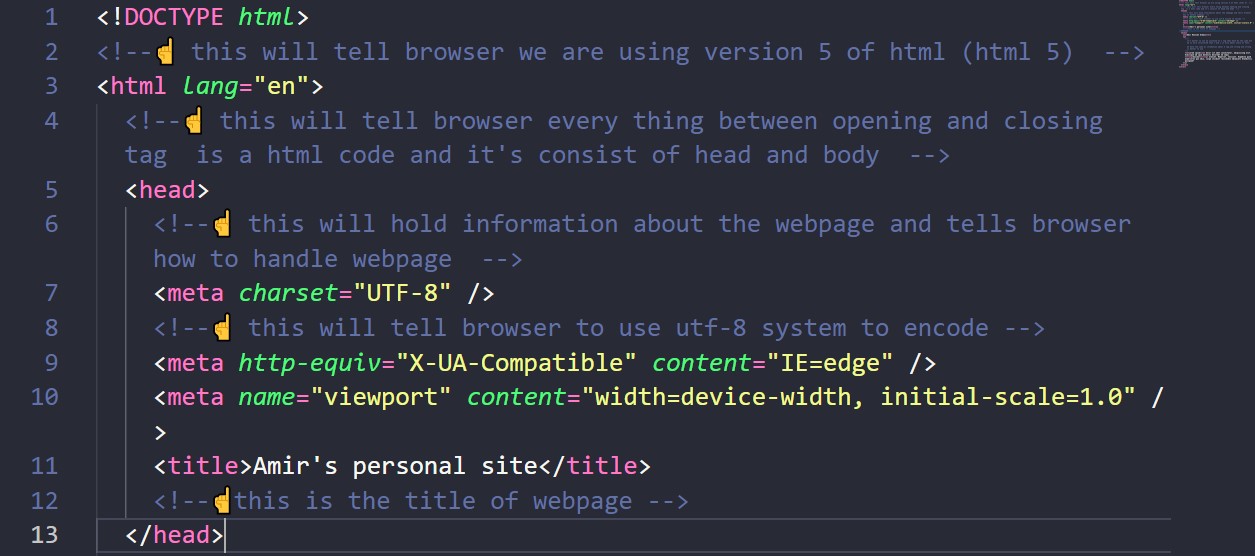 1 <!DOCTYPE html>
2 <!--☝ this will tell browser we are using version 5 of html (html 5)  -->
3 <html lang="en">
4 <!--☝ this will tell browser every thing between opening and closing
tag  is a html code and it's consist of head and body  -->
5 <head>
6 <!--☝ this will hold information about the webpage and tells browser
how to handle webpage  -->
7 <meta charset="UTF-8" />
8 <!--☝ this will tell browser to use utf-8 system to encode -->
9 <meta http-equiv="X-UA-Compatible" content="IE=edge" />
10 <meta name="viewport" content="width=device-width, initial-scale=1.0" /
>
11 <title>Amir's personal site</title>
12 <!--☝this is the title of webpage -->
13 </head>